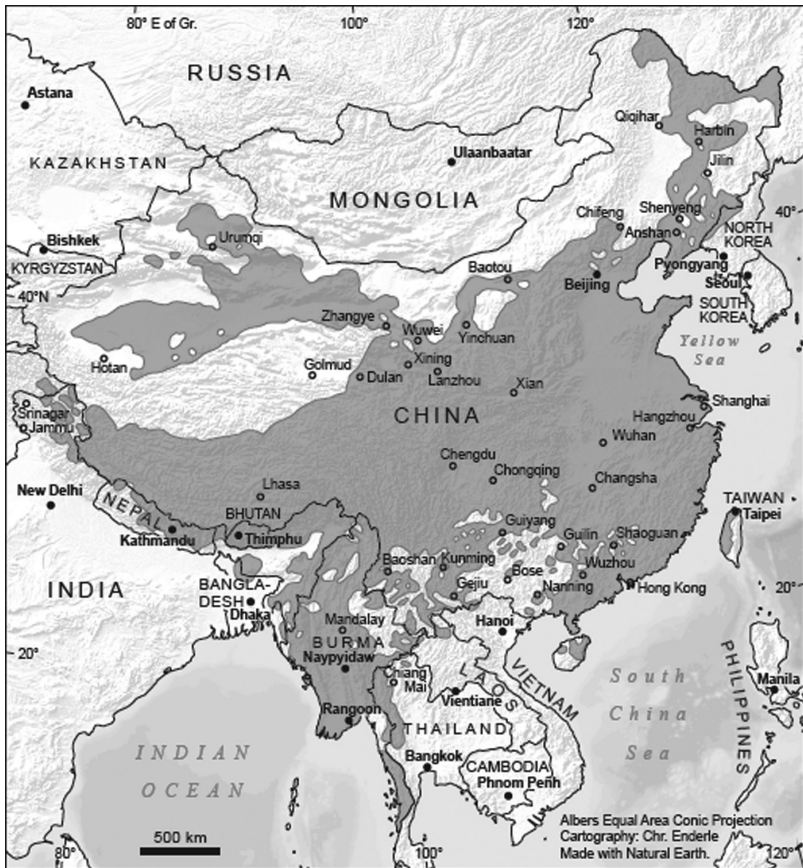 80° E of Gr.
100°
120°
RUSSIA
Astana
Qiqihar
Harbin
Ulaanbaatar
KAZAKHSTAN
Jilin
MONGOLIA
Chifeng
Shenyeng
40°
Urumqi
Anshan
NORTH
KOREA
Bishkek
Pyongyang
KYRGYZSTAN
Baotou
Beijing
Seoul
40°N
SOUTH
KOREA
Zhangye
Wuwei
Yinchuan
Yellow
Sea
Hotan
Golmud
Xining
Dulan
Lanzhou
Xian
Srinagar
Jammu
CHINA
Shanghai
Hangzhou
Wuhan
Chengdu
Chongqing
Changsha
New Delhi
Lhasa
NEPAL
BHUTAN
TAIWAN
Taipei
Kathmandu
Thimphu
Guiyang
Guilin
Shaoguan
Baoshan
Kunming
Wuzhou
INDIA
BANGLA-
DESH
Gejiu
Bose
Nanning
Hong Kong
20°
Dhaka
Mandalay
Hanoi
BURMA
20°
Naypyidaw
Chiang
Mai
LAOS
VIETNAM
South
China
Sea
PHILIPPINES
Manila
Vientiane
Rangoon
THAILAND
INDIAN
OCEAN
Bangkok
CAMBODIA
Phnom Penh
500 km
Albers Equal Area Conic Projection
Cartography: Chr. Enderle
Made with Natural Earth.
80°
100°
120°